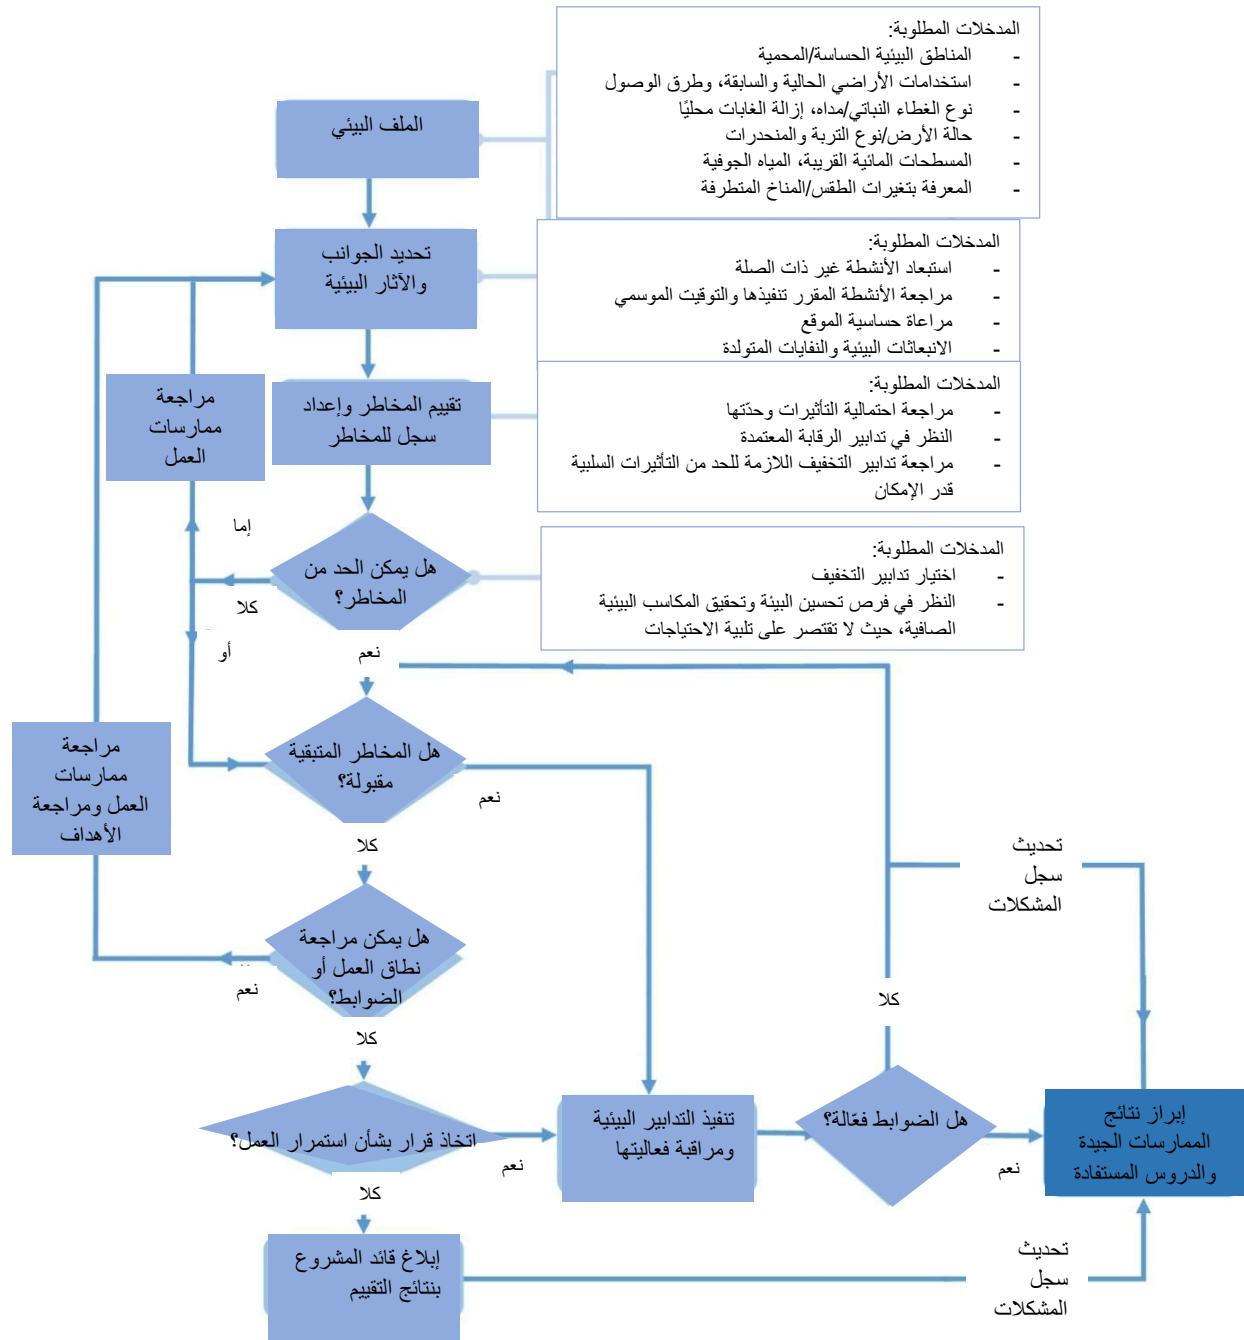 المدخلات المطلوبة:
- المناطق البيئية الحساسة/المحمية
- استخدامات الأراضي الحالية والسابقة، وطرق الوصول
- نوع الغطاء النباتي/مداه، إزالة الغابات محليًا
- حالة الأرض/نوع التربة والمنحدرات
- المسطحات المائية القريبة، المياه الجوفية
- المعرفة بتغيرات الطقس/المناخ المتطرفة
الملف البيئي
المدخلات المطلوبة:
- استبعاد الأنشطة غير ذات الصلة
- مراجعة الأنشطة المقرر تنفيذها والتوقيت الموسمي
- مراعاة حساسية الموقع
- الانبعاثات البيئية والنفايات المتولدة
تحديد الجوانب
والآثار البيئية
المدخلات المطلوبة:
- مراجعة احتمالية التأثيرات وحدّتها
- النظر في تدابير الرقابة المعتمدة
- مراجعة تدابير التخفيف اللازمة للحد من التأثيرات السلبية
قدر الإمكان
تقييم المخاطر وإعداد
سجل للمخاطر
مراجعة
ممارسات
العمل
المدخلات المطلوبة:
- اختيار تدابير التخفيف
- النظر في فرص تحسين البيئة وتحقيق المكاسب البيئية
الصافية، حيث لا تقتصر على تلبية الاحتياجات
هل يمكن الحد من
المخاطر؟
إما
كلا
أو
نعم
هل المخاطر المتبقية
مقبولة؟
نعم
كلا
مراجعة
ممارسات
العمل ومراجعة
الأهداف
تحديث
سجل
المشكلات
هل يمكن مراجعة
نطاق العمل أو
الضوابط؟
نعم
كلا
كلا
اتخاذ قرار بشأن استمرار العمل؟
نعم
كلا
تنفيذ التدابير البيئية
ومراقبة فعاليتها
هل الضوابط فعّالة؟
نعم
إبراز نتائج
الممارسات الجيدة
والدروس المستفادة
إبلاغ قائد المشروع
بنتائج التقييم
تحديث
سجل
المشكلات